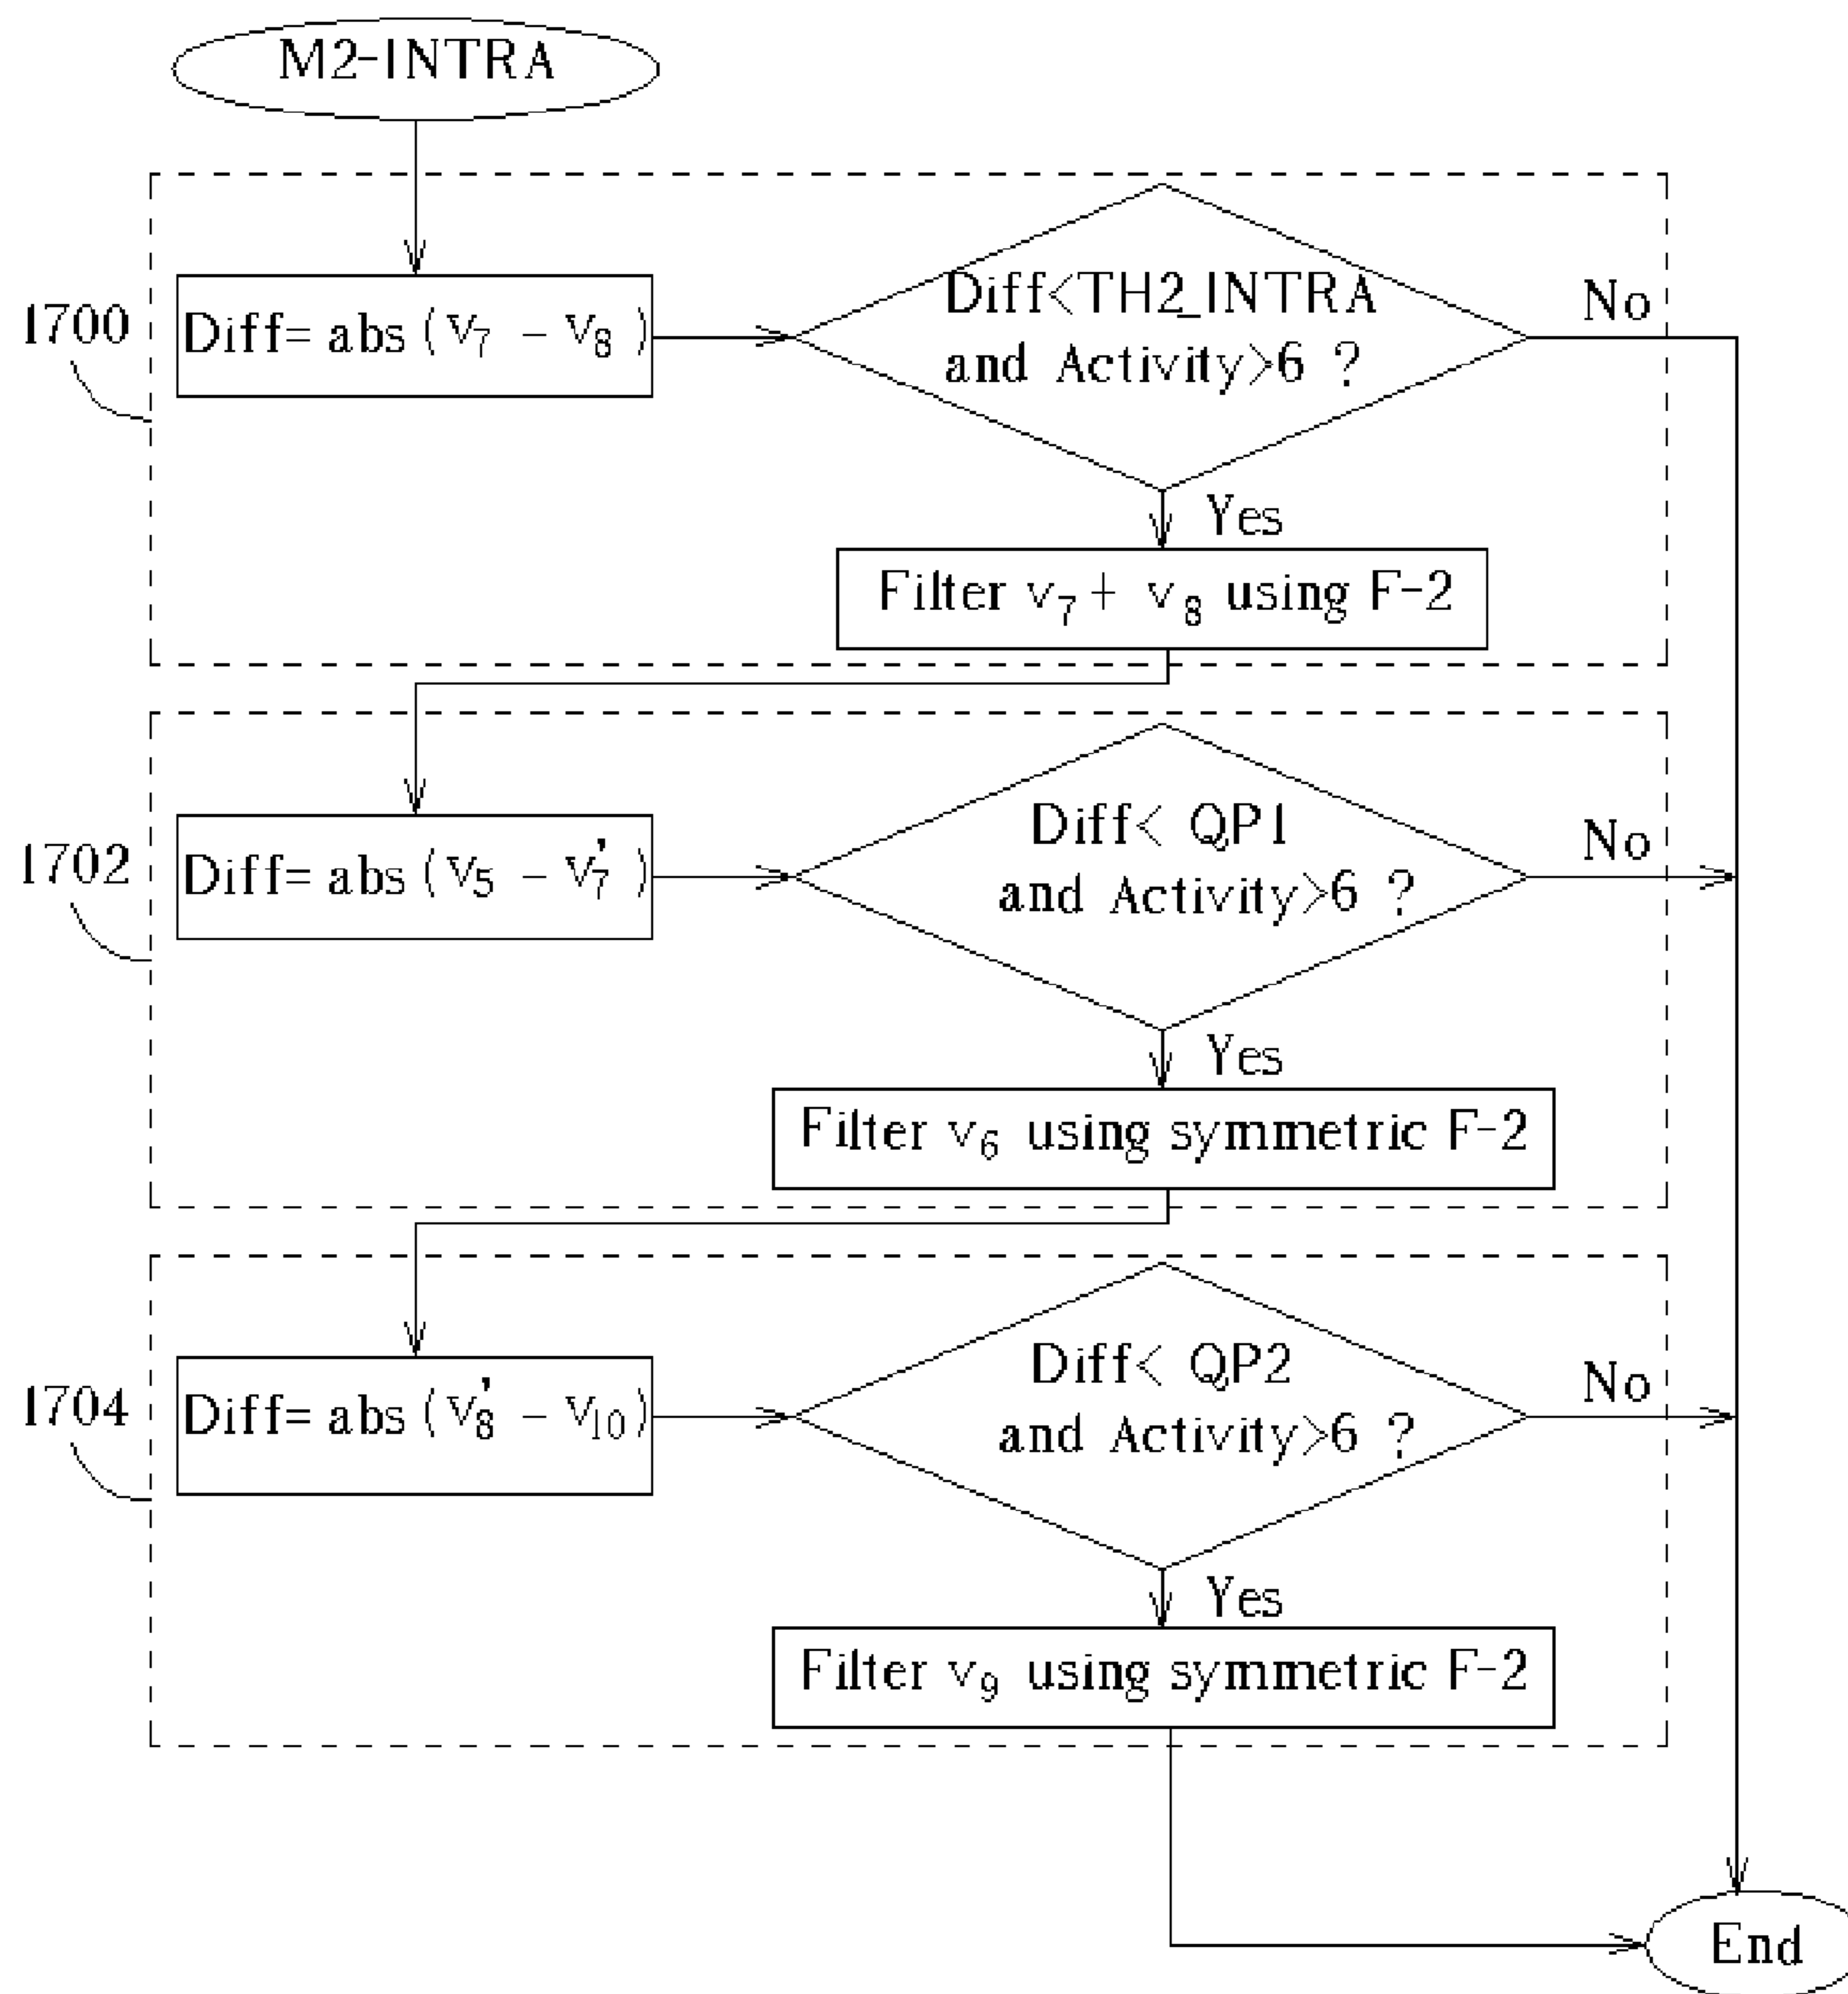 M2-INTRA
1700
Diff= abs (v₇ - v₈ )
Diff<TH2_INTRA
and Activity>6 ?
No
Yes
Filter v₇ + v₈ using F-2
1702
Diff= abs (v₅ - v₇' )
Diff< QP1
and Activity>6 ?
No
Yes
Filter v₆ using symmetric F-2
1704
Diff= abs (v₈' - v₁₀)
Diff< QP2
and Activity>6 ?
No
Yes
Filter v₉ using symmetric F-2
End